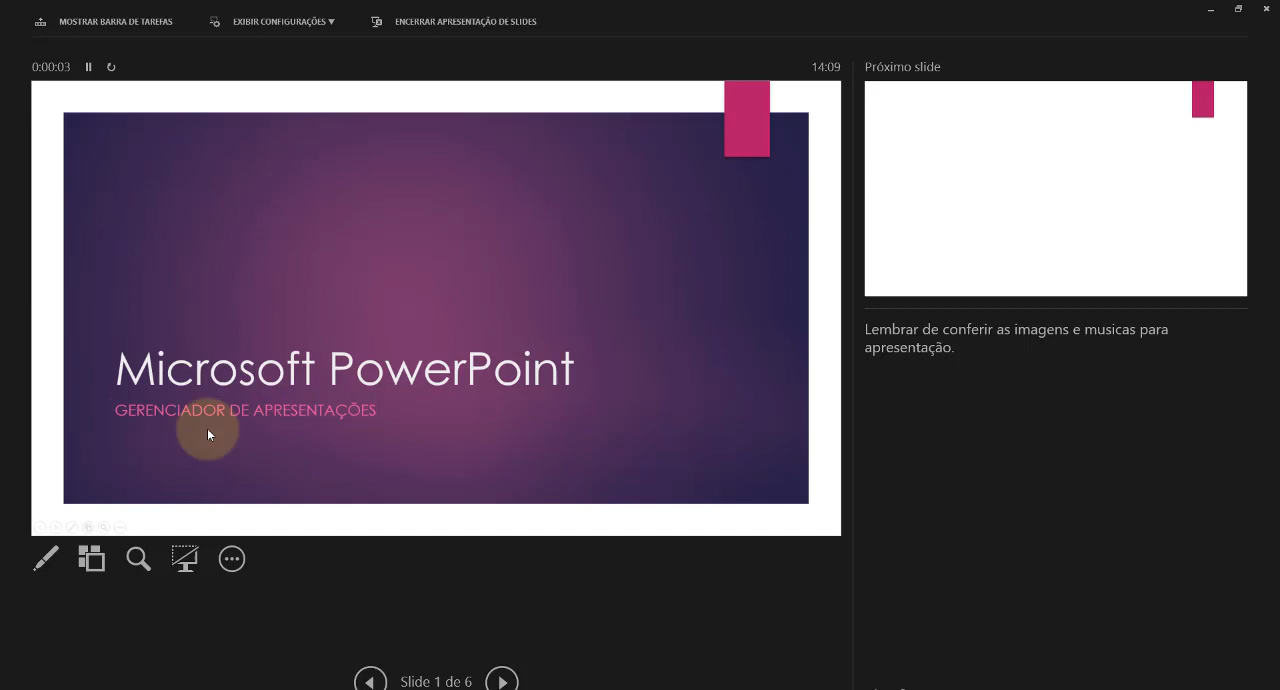 MOSTRAR BARRA DE TAREFAS
EXIBIR CONFIGURAÇÕES ▼
ENCERRAR APRESENTAÇÃO DE SLIDES
0:00:03
14:09
Microsoft PowerPoint
GERENCIADOR DE APRESENTAÇÕES
Slide 1 de 6
Próximo slide
Lembrar de conferir as imagens e musicas para
apresentação.